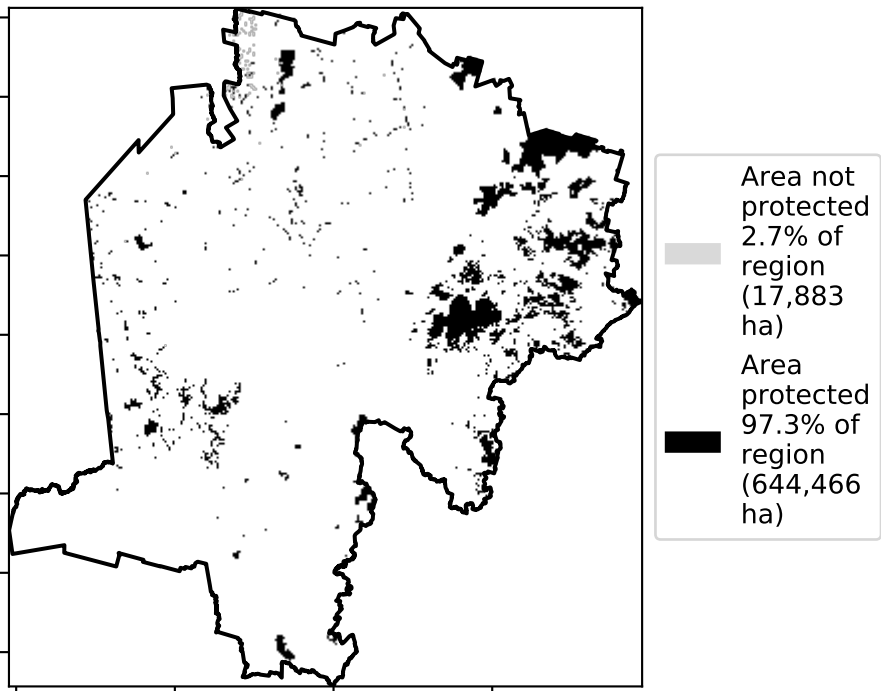 Area not
protected
2.7% of
region
(17,883
ha)
Area
protected
97.3% of
region
(644,466
ha)